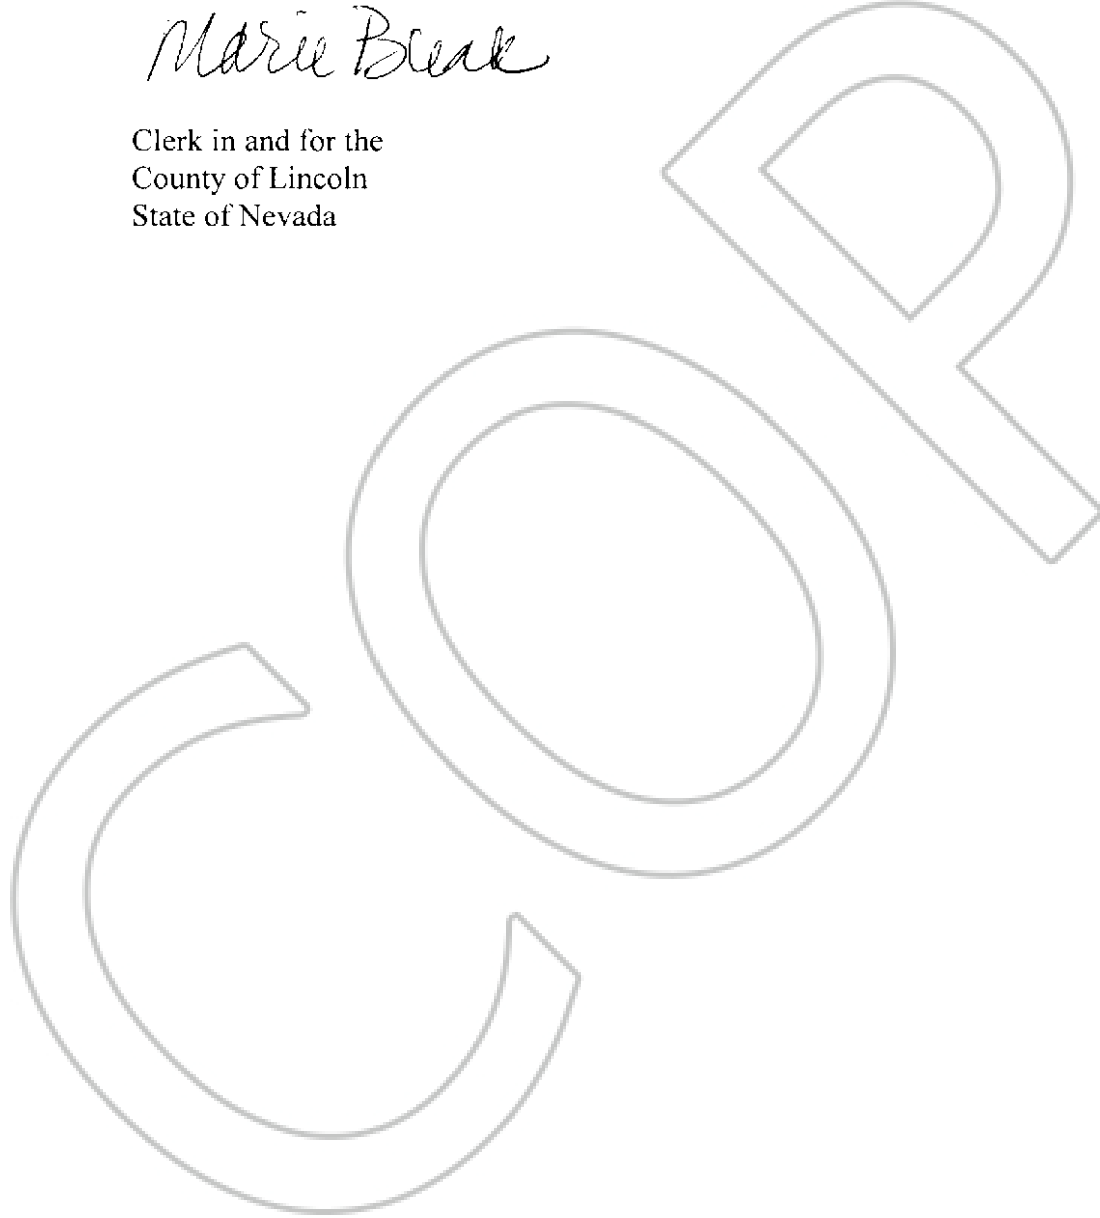 Marie
Clerk in and for the
County of Lincoln
State of Nevada
COP